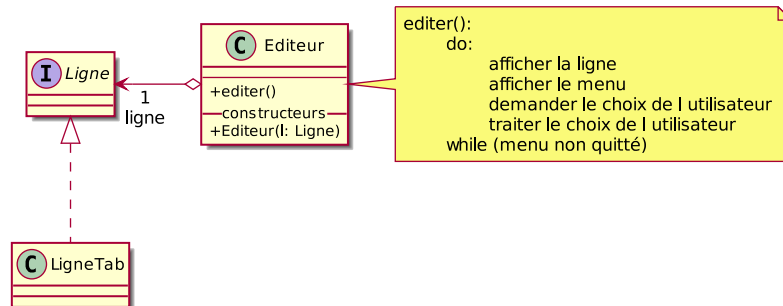 I Ligne
1
ligne
C Editeur
+editer()
constructeurs
+Editeur(l: Ligne)
editer():
do:
afficher la ligne
afficher le menu
demander le choix de l utilisateur
traiter le choix de l utilisateur
while (menu non quitté)
C LigneTab